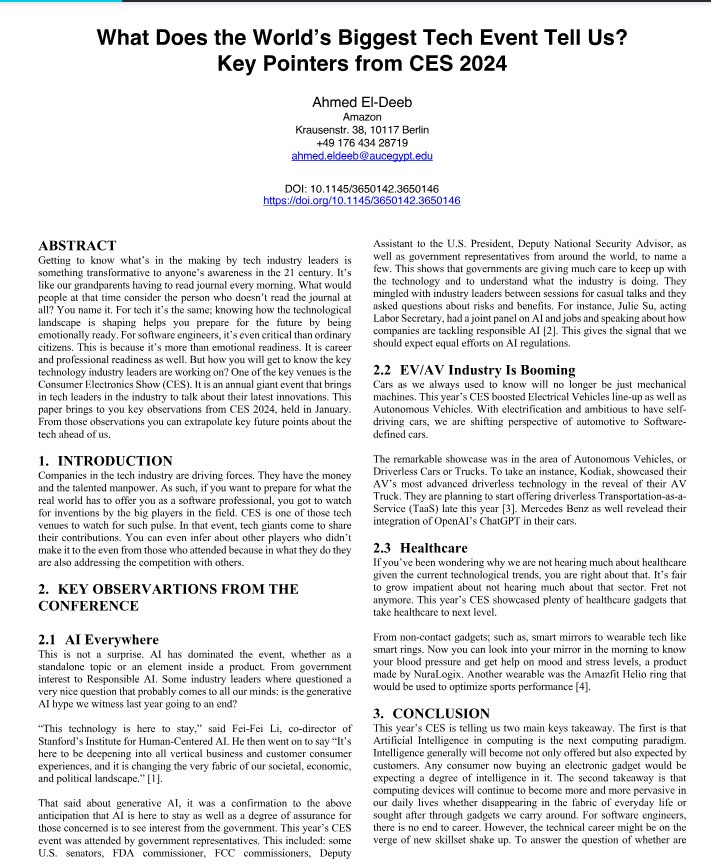 What Does the World's Biggest Tech Event Tell Us?
Key Pointers from CES 2024
Ahmed El-Deeb
Amazon
Krausenstr. 38, 10117 Berlin
+49 176 434 28719
ahmed.eldeeb@aucegypt.edu
DOI: 10.1145/3650142.3650146
https://doi.org/10.1145/3650142.3650146
ABSTRACT
Getting to know what's in the making by tech industry leaders is
something transformative to anyone's awareness in the 21 century. It's
like our grandparents having to read journal every morning. What would
people at that time consider the person who doesn't read the journal at
all? You name it. For tech it's the same; knowing how the technological
landscape is shaping helps you prepare for the future by being
emotionally ready. For software engineers, it's even critical than ordinary
citizens. This is because it's more than emotional readiness. It is career
and professional readiness as well. But how you will get to know the key
technology industry leaders are working on? One of the key venues is the
Consumer Electronics Show (CES). It is an annual giant event that brings
in tech leaders in the industry to talk about their latest innovations. This
paper brings to you key observations from CES 2024, held in January.
From those observations you can extrapolate key future points about the
tech ahead of us.
1. INTRODUCTION
Companies in the tech industry are driving forces. They have the money
and the talented manpower. As such, if you want to prepare for what the
real world has to offer you as a software professional, you got to watch
for inventions by the big players in the field. CES is one of those tech
venues to watch for such pulse. In that event, tech giants come to share
their contributions. You can even infer about other players who didn't
make it to the even from those who attended because in what they do they
are also addressing the competition with others.
2. KEY OBSERVARTIONS FROM THE
CONFERENCE
2.1 AI Everywhere
This is not a surprise. AI has dominated the event, whether as a
standalone topic or an element inside a product. From government
interest to Responsible AI. Some industry leaders where questioned a
very nice question that probably comes to all our minds: is the generative
AI hype we witness last year going to an end?
“This technology is here to stay,” said Fei-Fei Li, co-director of
Stanford's Institute for Human-Centered AI. He then went on to say “It's
here to be deepening into all vertical business and customer consumer
experiences, and it is changing the very fabric of our societal, economic,
and political landscape.” [1].
That said about generative AI, it was a confirmation to the above
anticipation that AI is here to stay as well as a degree of assurance for
those concerned is to see interest from the government. This year's CES
event was attended by government representatives. This included: some
U.S. senators, FDA commissioner, FCC commissioners, Deputy
Assistant to the U.S. President, Deputy National Security Advisor, as
well as government representatives from around the world, to name a
few. This shows that governments are giving much care to keep up with
the technology and to understand what the industry is doing. They
mingled with industry leaders between sessions for casual talks and they
asked questions about risks and benefits. For instance, Julie Su, acting
Labor Secretary, had a joint panel on AI and jobs and speaking about how
companies are tackling responsible AI [2]. This gives the signal that we
should expect equal efforts on AI regulations.
2.2 EV/AV Industry Is Booming
Cars as we always used to know will no longer be just mechanical
machines. This year's CES boosted Electrical Vehicles line-up as well as
Autonomous Vehicles. With electrification and ambitious to have self-
driving cars, we are shifting perspective of automotive to Software-
defined cars.
The remarkable showcase was in the area of Autonomous Vehicles, or
Driverless Cars or Trucks. To take an instance, Kodiak, showcased their
AV's most advanced driverless technology in the reveal of their AV
Truck. They are planning to start offering driverless Transportation-as-a-
Service (TaaS) late this year [3]. Mercedes Benz as well revelead their
integration of OpenAI's ChatGPT in their cars.
2.3 Healthcare
If you've been wondering why we are not hearing much about healthcare
given the current technological trends, you are right about that. It's fair
to grow impatient about not hearing much about that sector. Fret not
anymore. This year's CES showcased plenty of healthcare gadgets that
take healthcare to next level.
From non-contact gadgets; such as, smart mirrors to wearable tech like
smart rings. Now you can look into your mirror in the morning to know
your blood pressure and get help on mood and stress levels, a product
made by NuraLogix. Another wearable was the Amazfit Helio ring that
would be used to optimize sports performance [4].
3. CONCLUSION
This year's CES is telling us two main keys takeaway. The first is that
Artificial Intelligence in computing is the next computing paradigm.
Intelligence generally will become not only offered but also expected by
customers. Any consumer now buying an electronic gadget would be
expecting a degree of intelligence in it. The second takeaway is that
computing devices will continue to become more and more pervasive in
our daily lives whether disappearing in the fabric of everyday life or
sought after through gadgets we carry around. For software engineers,
there is no end to career. However, the technical career might be on the
verge of new skillset shake up. To answer the question of whether are